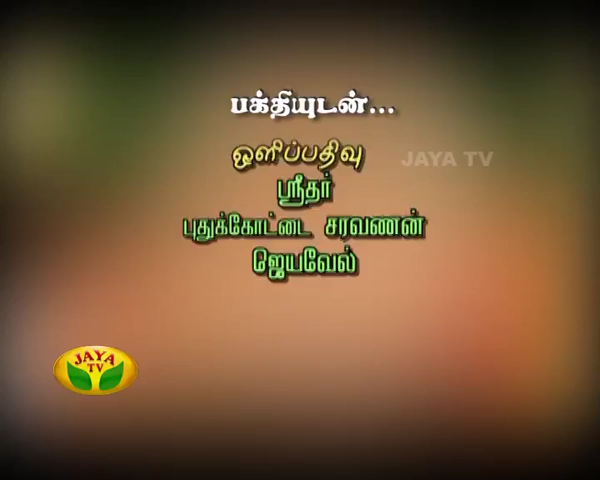 பக்தியுடன்...
ஒளிப்பதிவு
JAYA TV
ஸ்ரீதர்
புதுக்கோட்டை சரவணன்
ஜெயவேல்
JAYA
TV